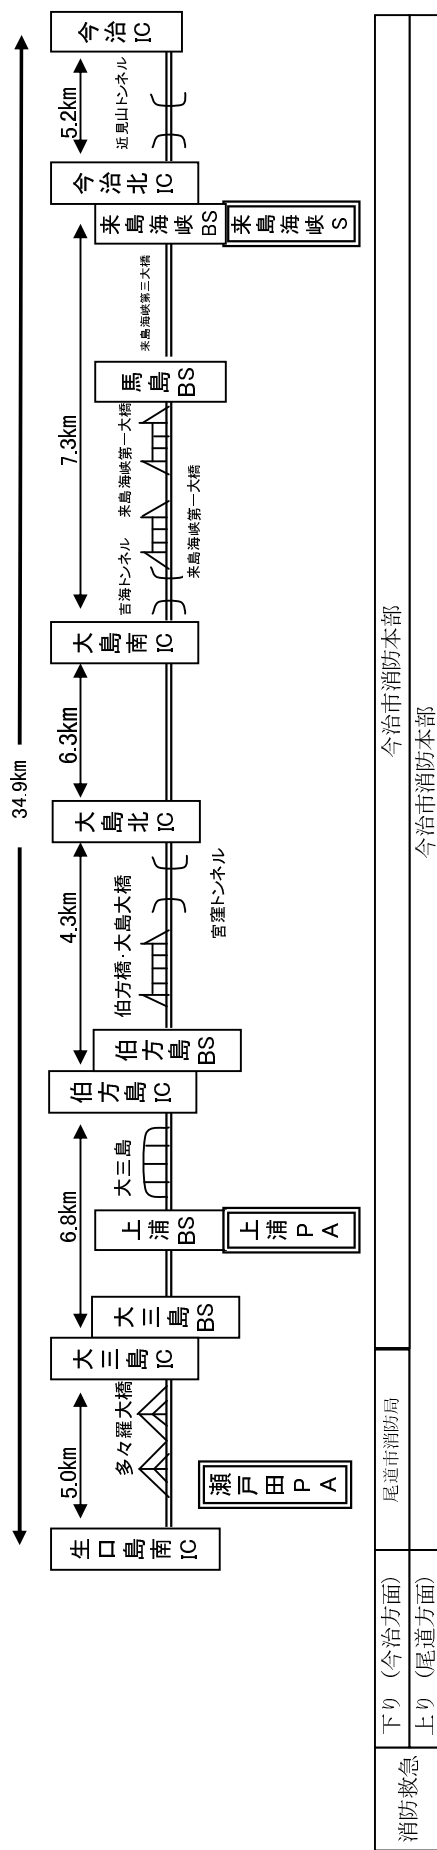 34.9km
5.0km
6.8km
4.3km
6.3km
7.3km
5.2km
生口島南IC
多々羅大橋
瀬戸田PA
大三島IC
大三島BS
上浦BS
上浦PA
大三島
伯方島IC
伯方島BS
伯方橋・大島大橋
宮窪トンネル
大島北IC
大島南IC
吉海トンネル
来島海峡第一大橋
来島海峡第一大橋
馬島BS
来島海峡第三大橋
来島海峡BS
来島海峡S
今治北IC
近見山トンネル
今治IC
消防救急
下り (今治方面)
尾道市消防局
今治市消防本部
上り (尾道方面)
今治市消防本部